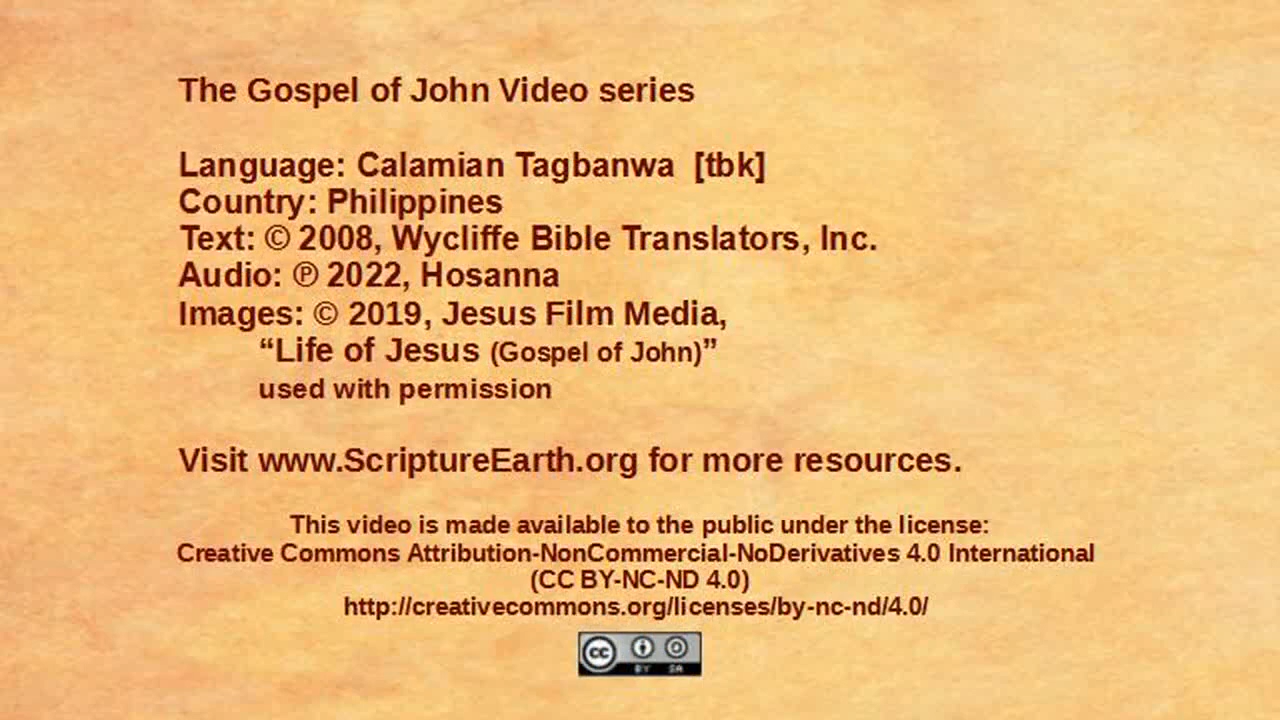 The Gospel of John Video series
Language: Calamian Tagbanwa [tbk]
Country: Philippines
Text: © 2008, Wycliffe Bible Translators, Inc.
Audio: ℗ 2022, Hosanna
Images: © 2019, Jesus Film Media,
“Life of Jesus (Gospel of John)”
used with permission
Visit www.ScriptureEarth.org for more resources.
This video is made available to the public under the license:
Creative Commons Attribution-NonCommercial-NoDerivatives 4.0 International
(CC BY-NC-ND 4.0)
http://creativecommons.org/licenses/by-nc-nd/4.0/
cc
BY SA